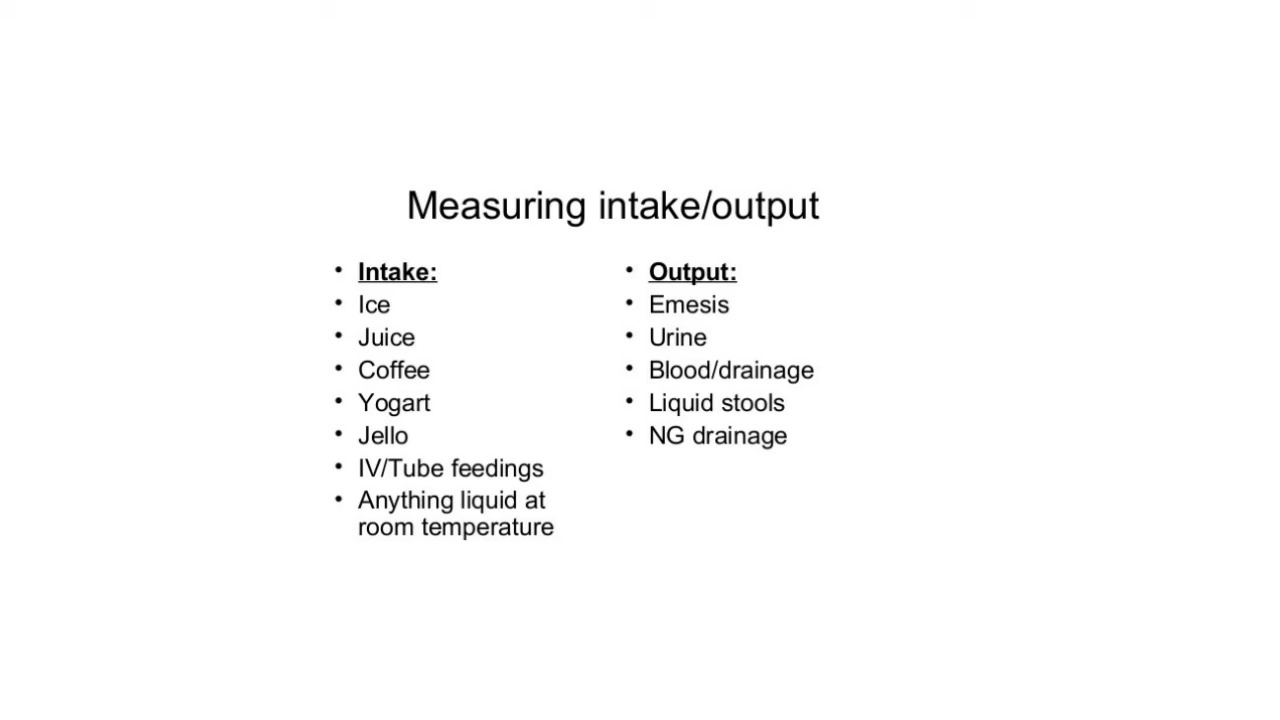 Measuring intake/output
• Intake:
• Ice
• Juice
• Coffee
• Yogart
• Jello
• IV/Tube feedings
• Anything liquid at
room temperature
• Output:
• Emesis
• Urine
• Blood/drainage
• Liquid stools
• NG drainage